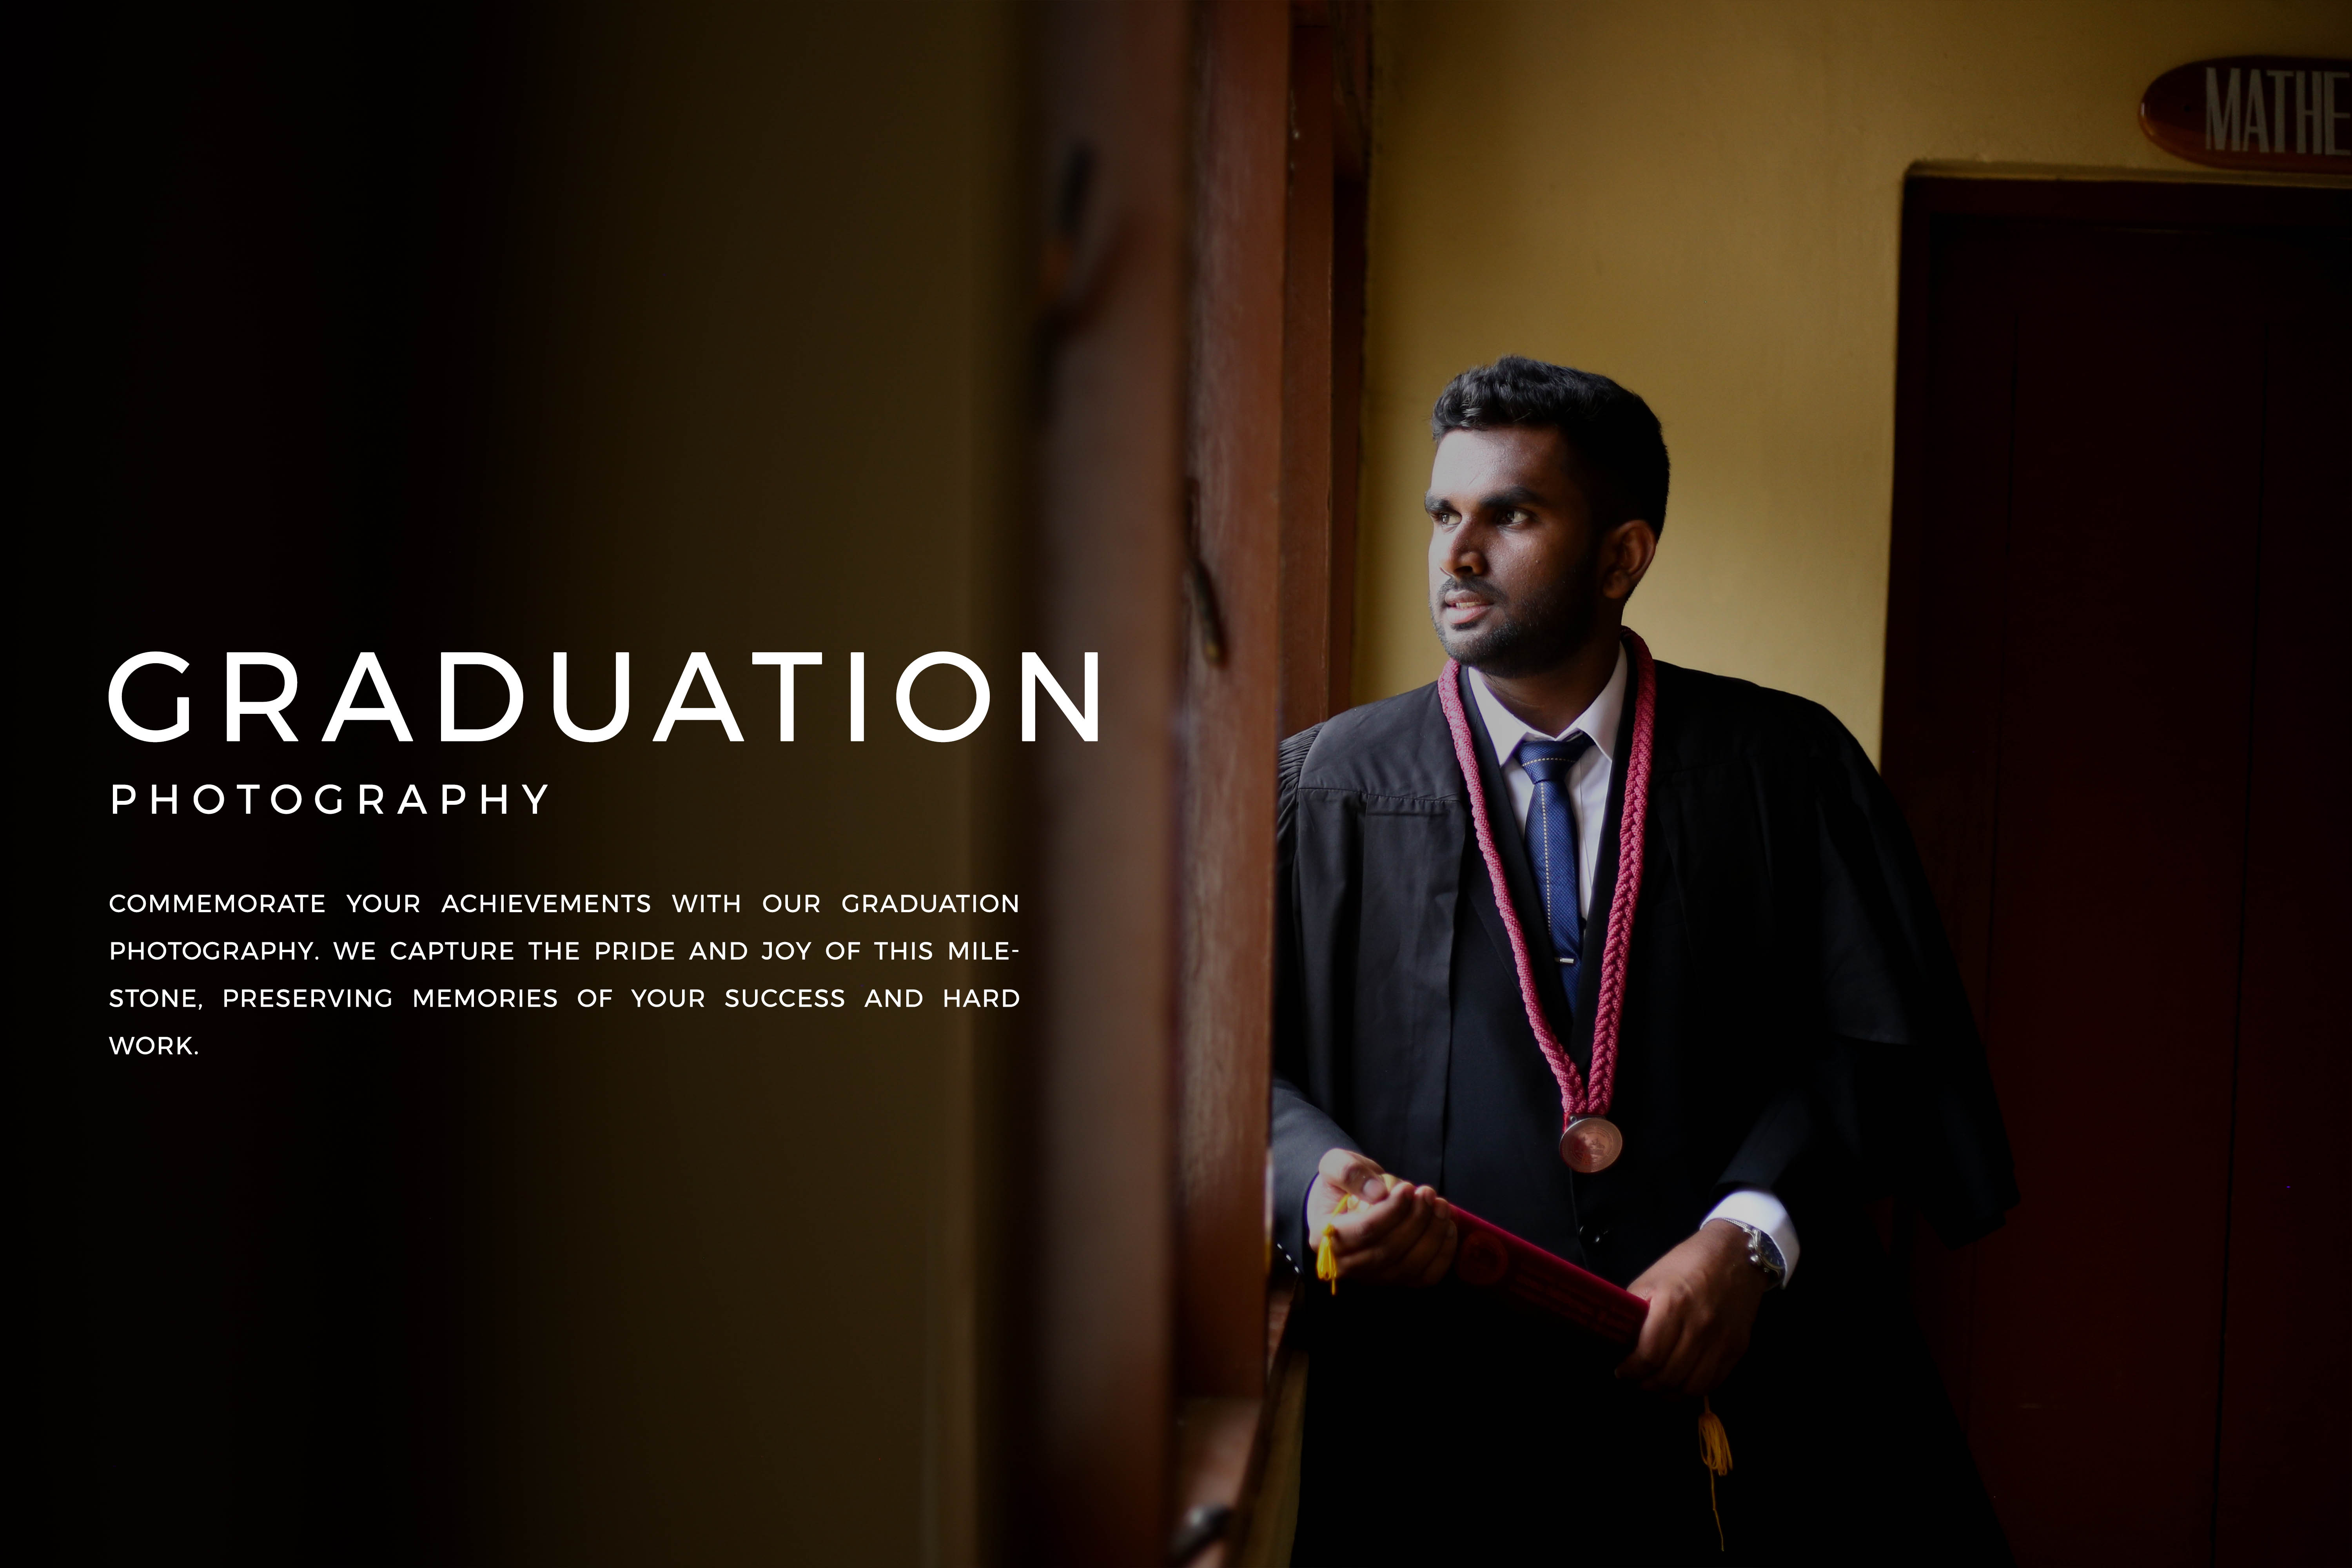 MATHE
GRADUATION
PHOTOGRAPHY
COMMEMORATE YOUR ACHIEVEMENTS WITH OUR GRADUATION
PHOTOGRAPHY. WE CAPTURE THE PRIDE AND JOY OF THIS MILE-
STONE, PRESERVING MEMORIES OF YOUR SUCCESS AND HARD
WORK.